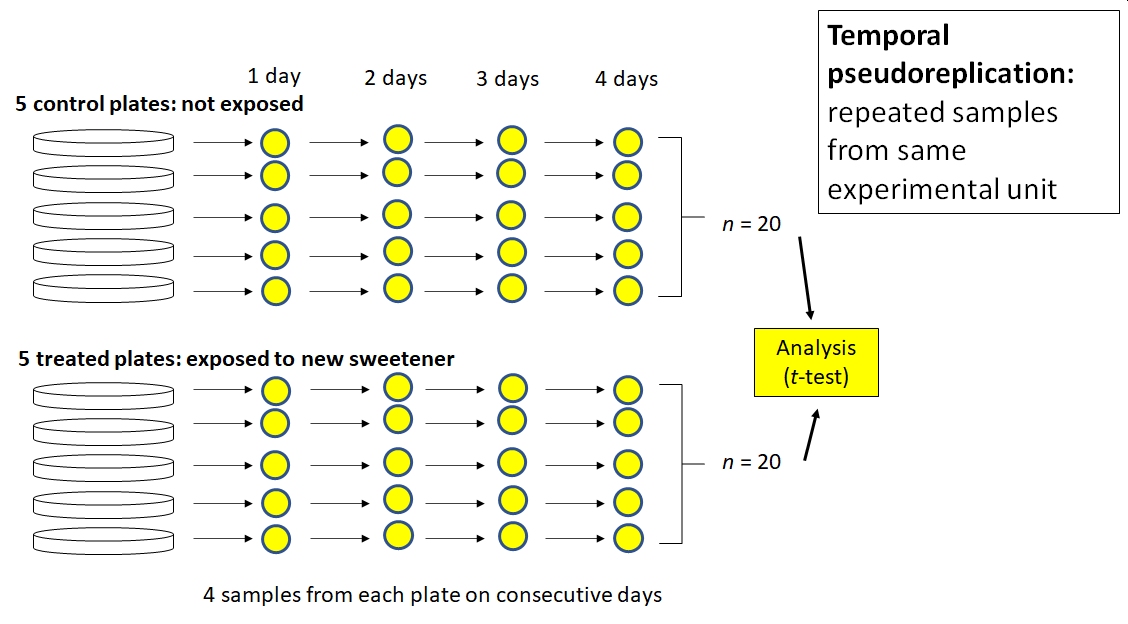 Temporal
pseudoreplication:
repeated samples
from same
experimental unit
1 day
2 days
3 days
4 days
5 control plates: not exposed
n = 20
Analysis
(t-test)
5 treated plates: exposed to new sweetener
n = 20
4 samples from each plate on consecutive days